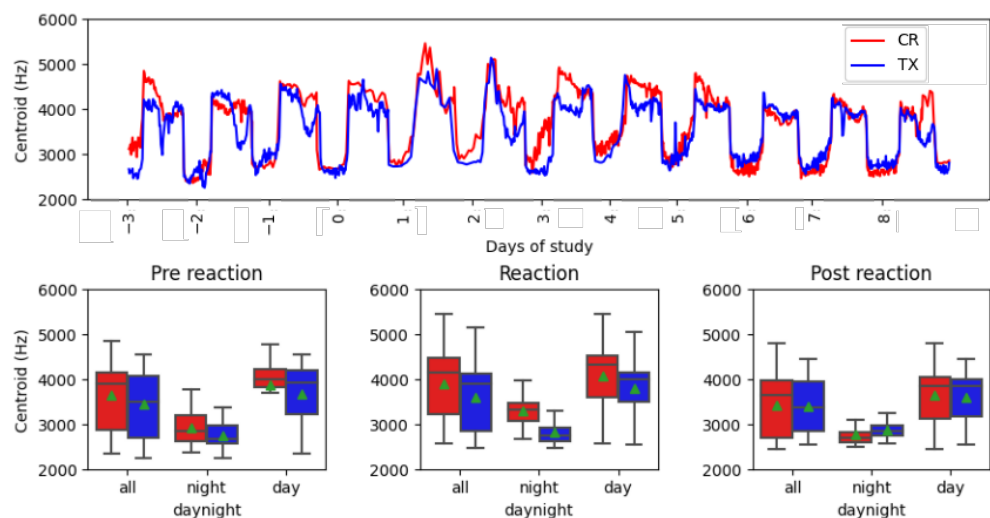 6000
5000
4000
3000
2000
Centroid (Hz)
CR
TX
−3 −2 −1 0 1 2 3 4 5 6 7 8
Days of study
Pre reaction
6000
5000
4000
3000
2000
Centroid (Hz)
all night day
daynight
Reaction
6000
5000
4000
3000
2000
all night day
daynight
Post reaction
6000
5000
4000
3000
2000
all night day
daynight